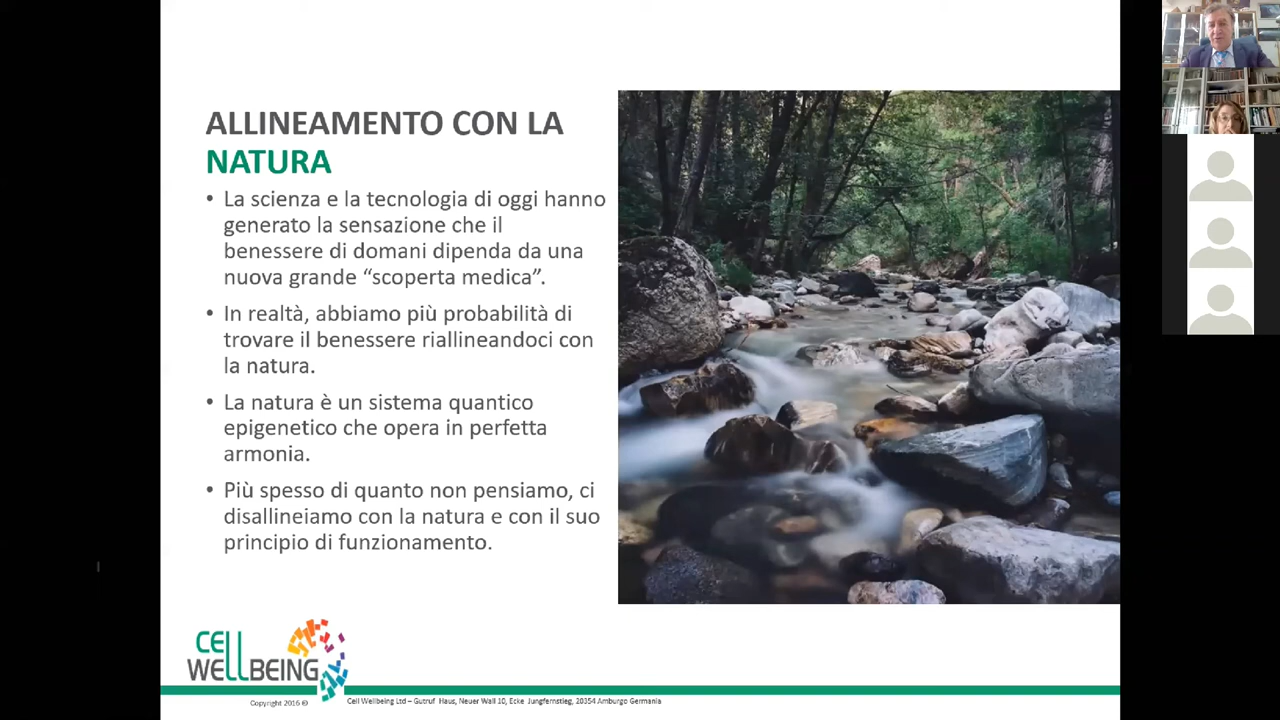 ALLINEAMENTO CON LA
NATURA
• La scienza e la tecnologia di oggi hanno
generato la sensazione che il
benessere di domani dipenda da una
nuova grande “scoperta medica”.
• In realtà, abbiamo più probabilità di
trovare il benessere riallineandoci con
la natura.
• La natura è un sistema quantico
epigenetico che opera in perfetta
armonia.
• Più spesso di quanto non pensiamo, ci
disallineiamo con la natura e con il suo
principio di funzionamento.
CELL
WELLBEING
Copyright 2016 ©
Cell Wellbeing Ltd – Gutruf Haus, Neuer Wall 10, Ecke Jungfernstieg, 20354 Amburgo Germania